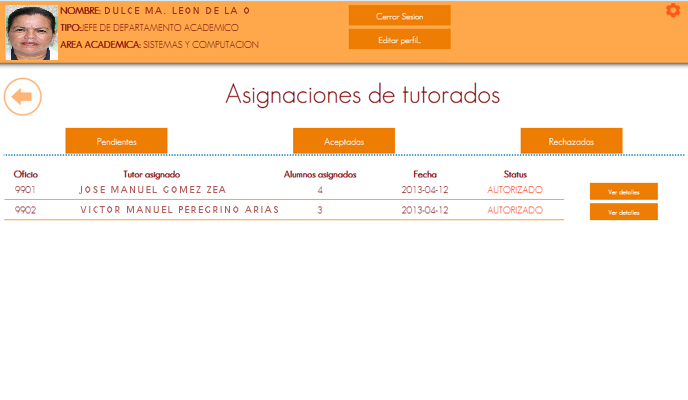 NOMBRE: DULCE MA. LEON DE LA O
TIPO:JEFE DE DEPARTAMENTO ACADEMICO
AREA ACADEMICA: SISTEMAS Y COMPUTACION
Cerrar Sesion
Editar perfil..
Asignaciones de tutorados
Pendientes Aceptadas Rechazadas
Oficio Tutor asignado Alumnos asignados Fecha Status
9901 JOSE MANUEL GOMEZ ZEA 4 2013-04-12 AUTORIZADO Ver detalles
9902 VICTOR MANUEL PEREGRINO ARIAS 3 2013-04-12 AUTORIZADO Ver detalles